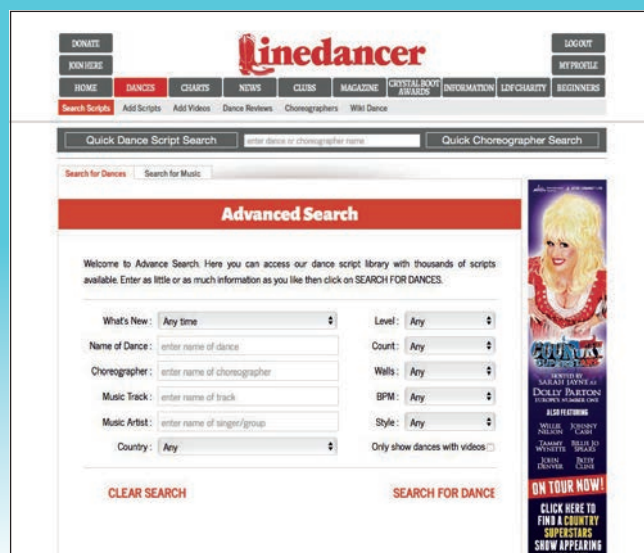 DONATE
JOIN HERE
Linedancer
LOG OUT
MY PROFILE
HOME DANCES CHARTS NEWS CLUBS MAGAZINE CRYSTAL BOOT AWARDS INFORMATION LDF CHARITY BEGINNERS
Search Scripts Add Scripts Add Videos Dance Reviews Choreographers Wiki Dance
Quick Dance Script Search enter dance or choreographer name Quick Choreographer Search
Search for Dances Search for Music
Advanced Search
Welcome to Advance Search. Here you can access our dance script library with thousands of scripts
available. Enter as little or as much information as you like then click on SEARCH FOR DANCES.
What's New: Any time Level: Any
Name of Dance: enter name of dance Count: Any
Choreographer: enter name of choreographer Walls: Any
Music Track: enter name of track BPM: Any
Music Artist: enter name of singer/group Style: Any
Country: Any Only show dances with videos
CLEAR SEARCH SEARCH FOR DANCE
COUNTRY
SUPERSTARS
HOSTED BY
SARAH JAYNE AS
DOLLY PARTON
EUROPE'S NUMBER ONE
ALSO FEATURING
WILLIE NELSON JOHNNY CASH
TAMMY WYNETTE BILLIE JO SPEARS
JOHN DENVER PATSY CLINE
ON TOUR NOW!
CLICK HERE TO
FIND A COUNTRY
SUPERSTARS
SHOW APPEARING